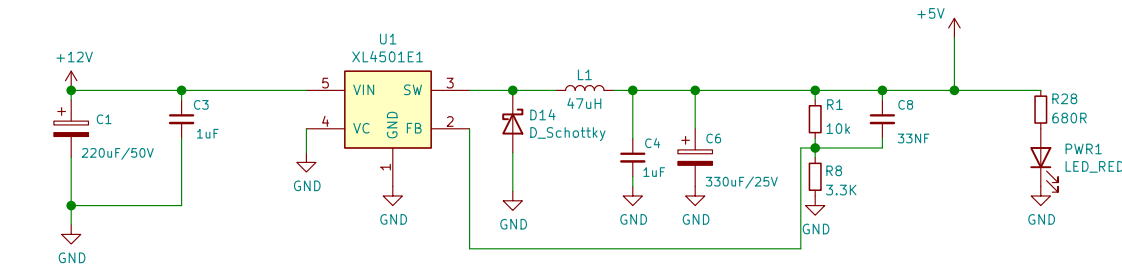 +5V
U1
XL4501E1
+12V
5
VIN
SW
3
L1
47uH
C3
1uF
C1
220uF/50V
4
VC
GND
FB
2
1
D14
D_Schottky
C4
1uF
C6
330uF/25V
R1
10k
C8
33NF
R28
680R
PWR1
LED_RED
R8
3.3K
GND
GND
GND
GND
GND
GND
GND
GND